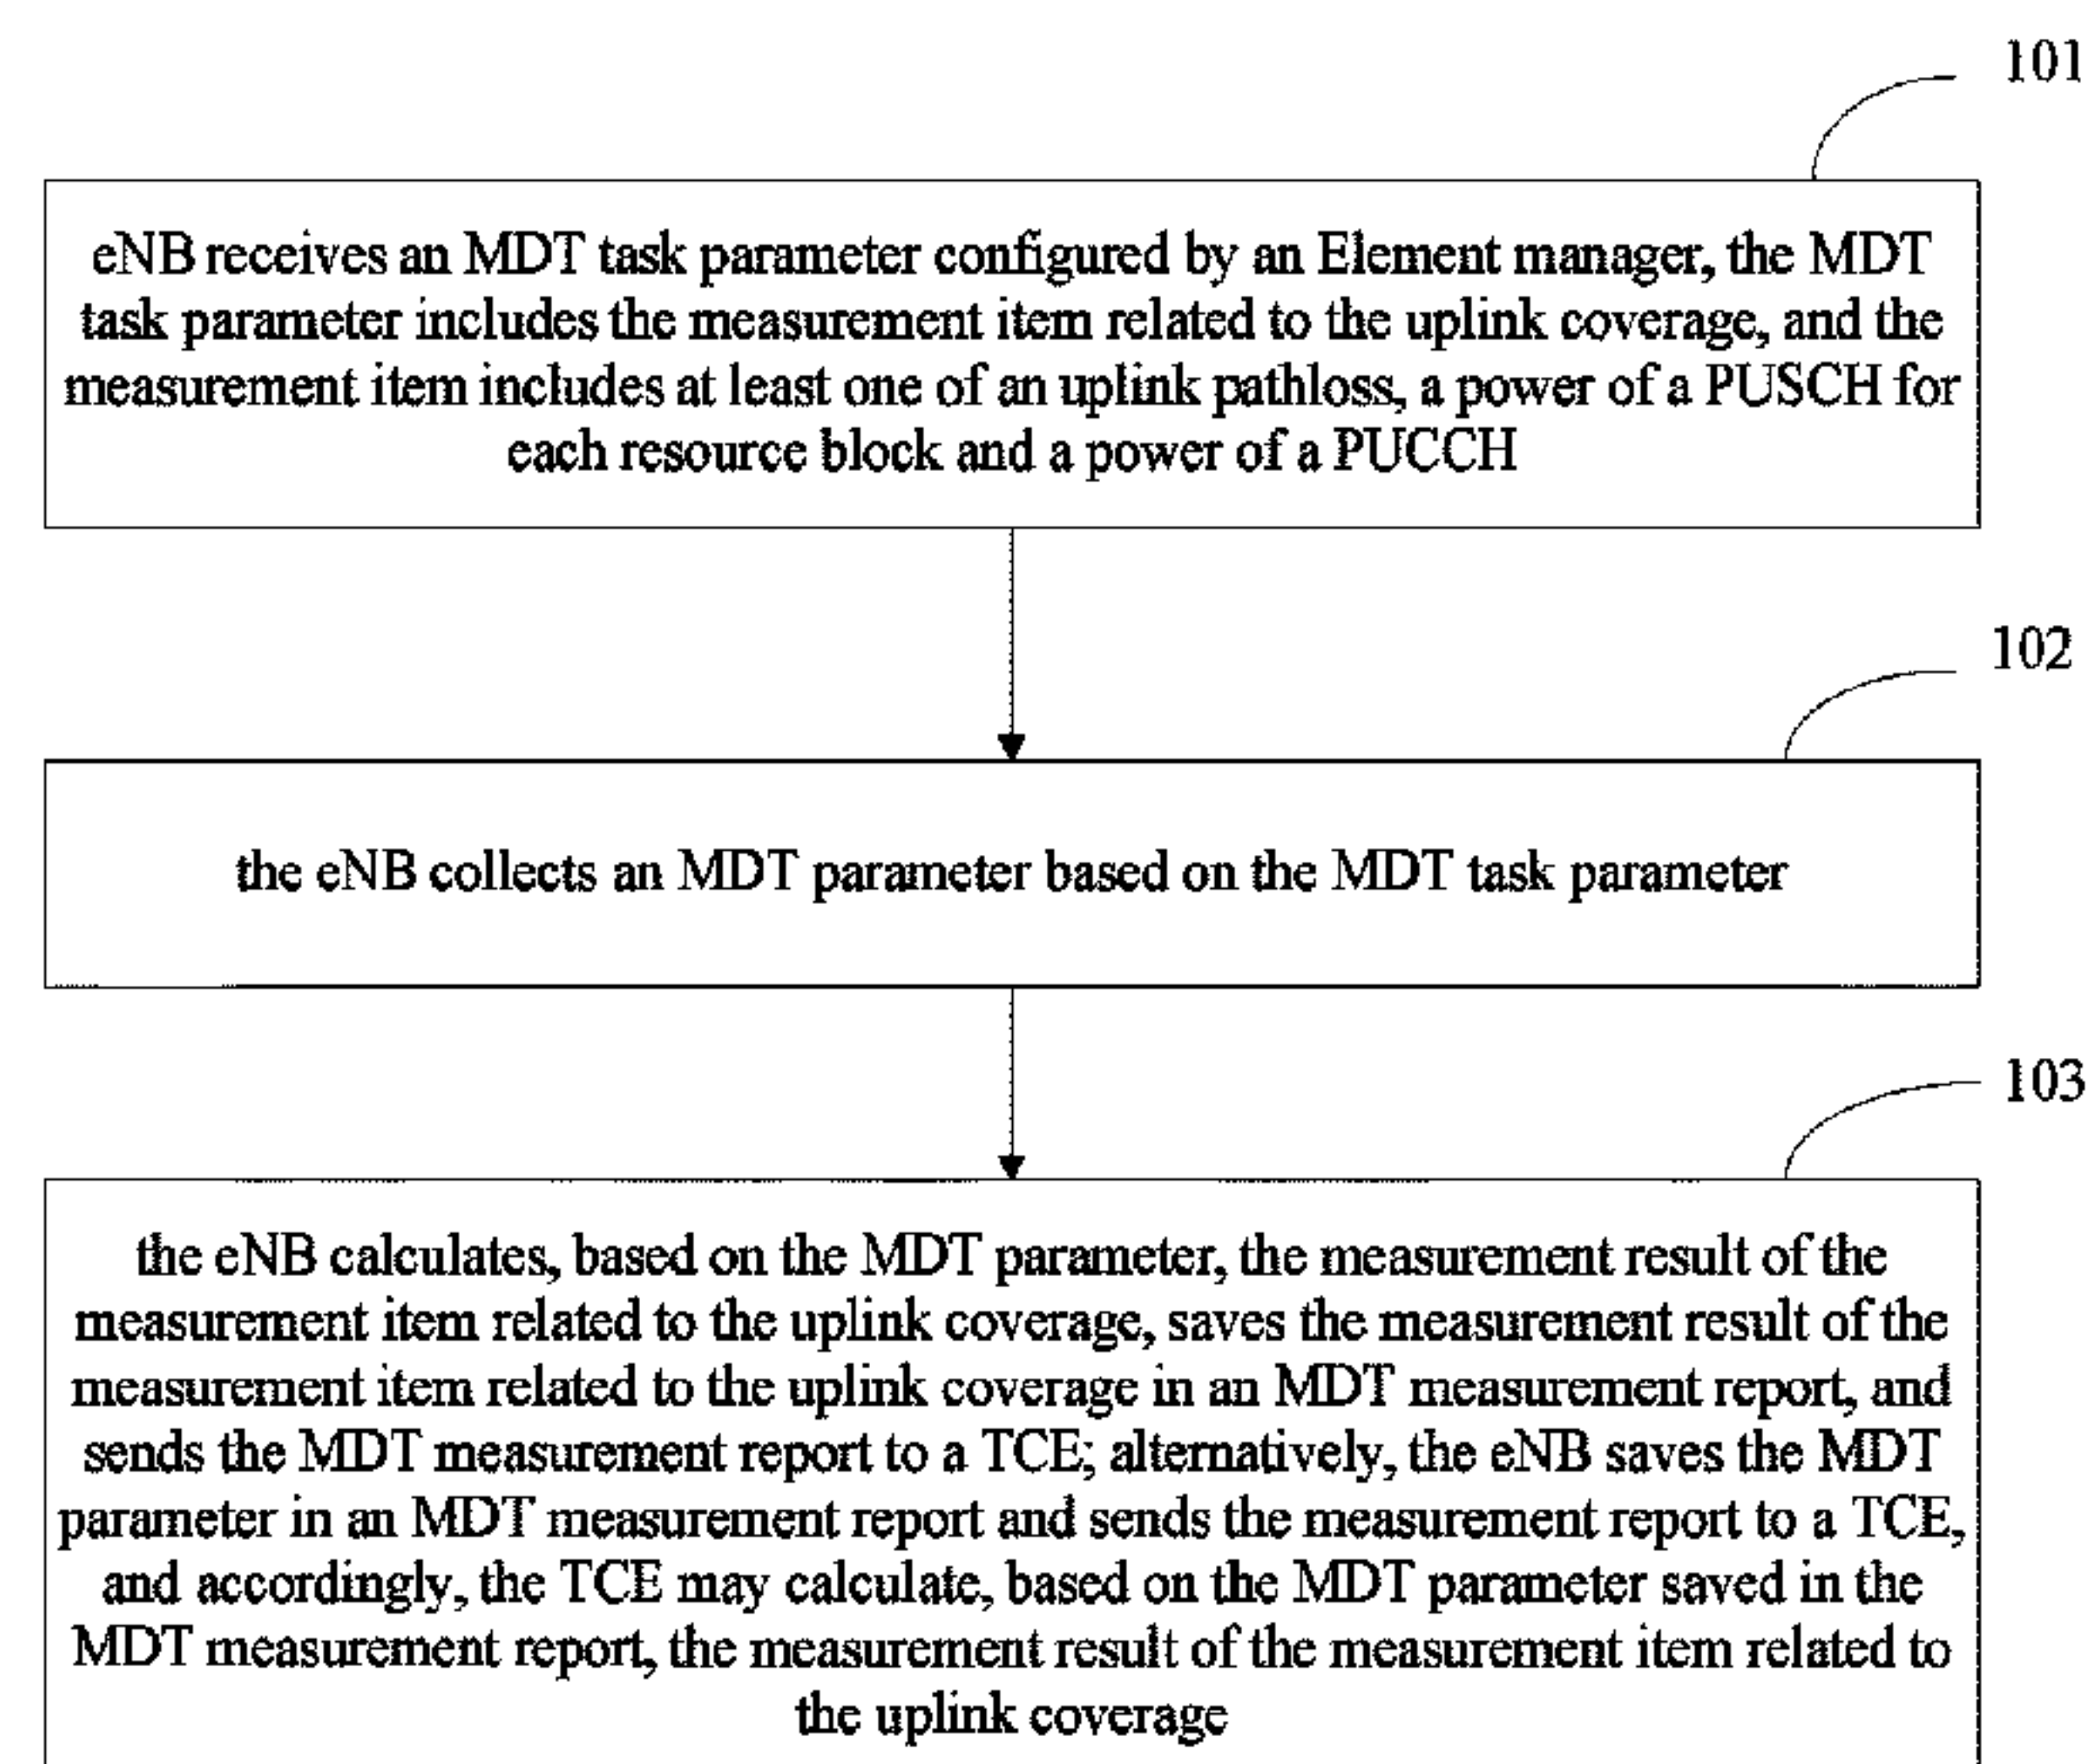 101
eNB receives an MDT task parameter configured by an Element manager, the MDT
task parameter includes the measurement item related to the uplink coverage, and the
measurement item includes at least one of an uplink pathloss, a power of a PUSCH for
each resource block and a power of a PUCCH
102
the eNB collects an MDT parameter based on the MDT task parameter
103
the eNB calculates, based on the MDT parameter, the measurement result of the
measurement item related to the uplink coverage, saves the measurement result of the
measurement item related to the uplink coverage in an MDT measurement report, and
sends the MDT measurement report to a TCE; alternatively, the eNB saves the MDT
parameter in an MDT measurement report and sends the measurement report to a TCE,
and accordingly, the TCE may calculate, based on the MDT parameter saved in the
MDT measurement report, the measurement result of the measurement item related to
the uplink coverage